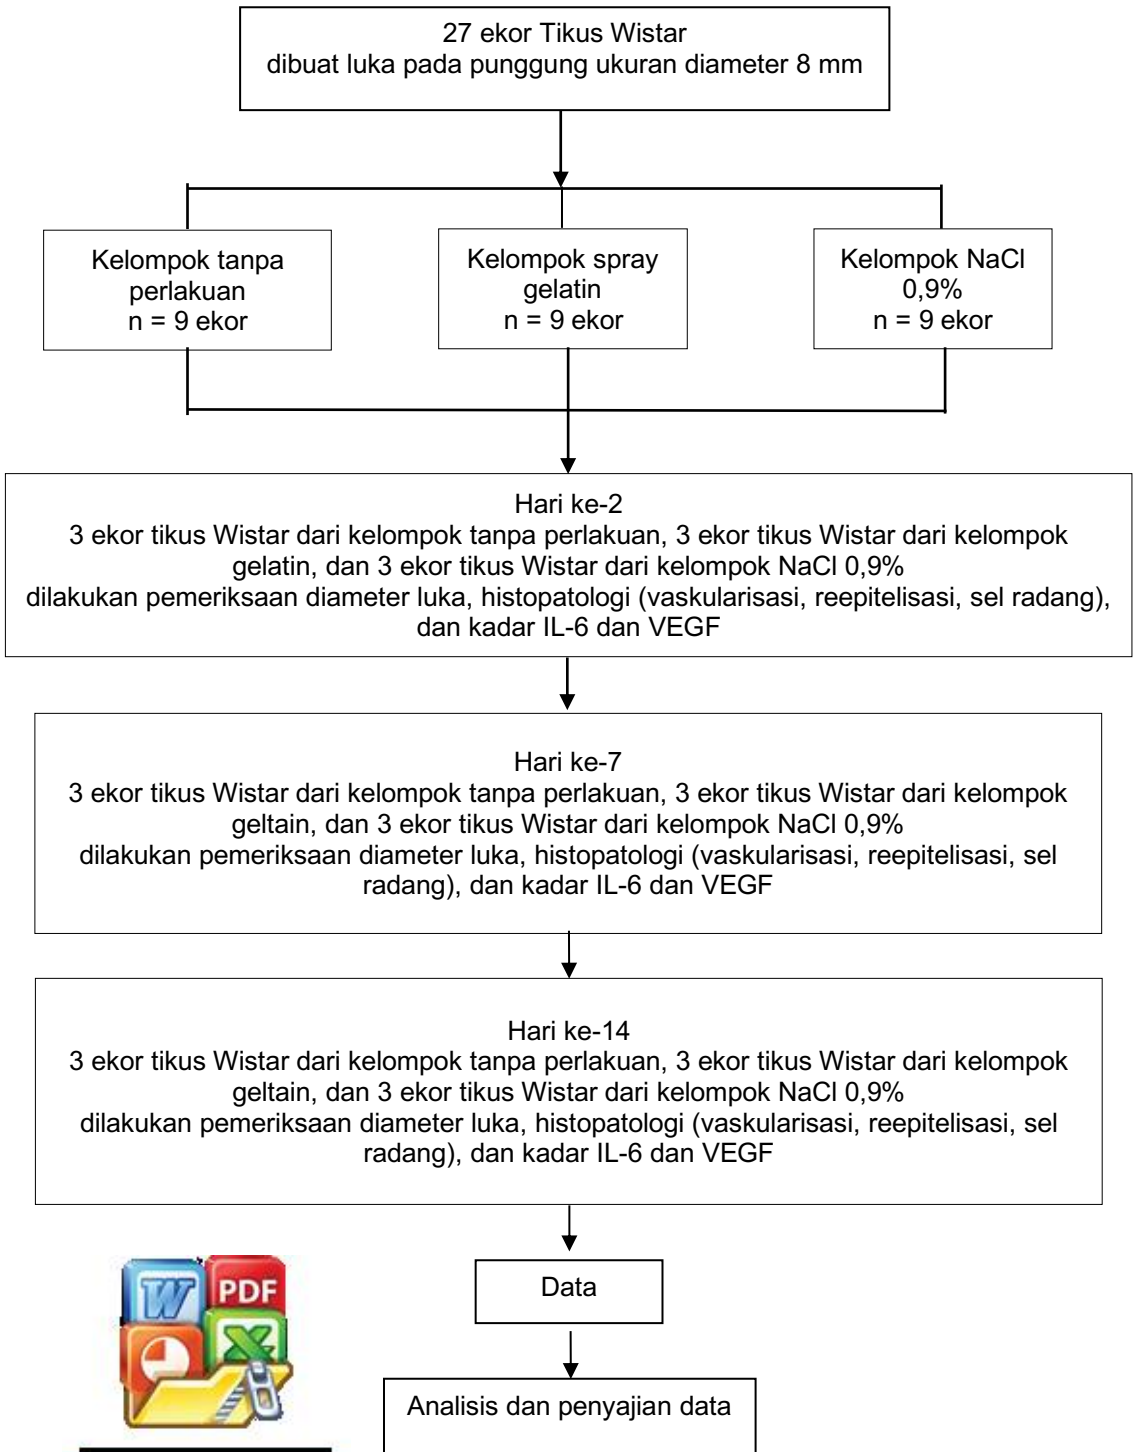 27 ekor Tikus Wistar
dibuat luka pada punggung ukuran diameter 8 mm
Kelompok tanpa
perlakuan
n = 9 ekor
Kelompok spray
gelatin
n = 9 ekor
Kelompok NaCl
0,9%
n = 9 ekor
Hari ke-2
3 ekor tikus Wistar dari kelompok tanpa perlakuan, 3 ekor tikus Wistar dari kelompok
gelatin, dan 3 ekor tikus Wistar dari kelompok NaCl 0,9%
dilakukan pemeriksaan diameter luka, histopatologi (vaskularisasi, reepitelisasi, sel radang),
dan kadar IL-6 dan VEGF
Hari ke-7
3 ekor tikus Wistar dari kelompok tanpa perlakuan, 3 ekor tikus Wistar dari kelompok
geltain, dan 3 ekor tikus Wistar dari kelompok NaCl 0,9%
dilakukan pemeriksaan diameter luka, histopatologi (vaskularisasi, reepitelisasi, sel
radang), dan kadar IL-6 dan VEGF
Hari ke-14
3 ekor tikus Wistar dari kelompok tanpa perlakuan, 3 ekor tikus Wistar dari kelompok
geltain, dan 3 ekor tikus Wistar dari kelompok NaCl 0,9%
dilakukan pemeriksaan diameter luka, histopatologi (vaskularisasi, reepitelisasi, sel
radang), dan kadar IL-6 dan VEGF
W PDF
X
Data
Analisis dan penyajian data